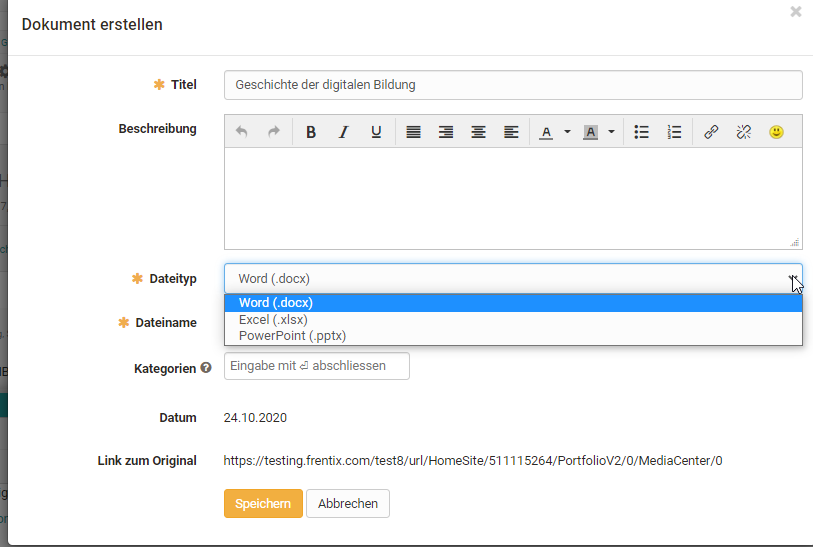 Dokument erstellen
Titel
Geschichte der digitalen Bildung
Beschreibung
B I U A A
Dateityp
Word (.docx)
Word (.docx)
Excel (.xlsx)
PowerPoint (.pptx)
Dateiname
Kategorien
Eingabe mit ⏎ abschliessen
Datum
24.10.2020
Link zum Original
https://testing.frentix.com/test8/url/HomeSite/511115264/PortfolioV2/0/MediaCenter/0
Speichern
Abbrechen